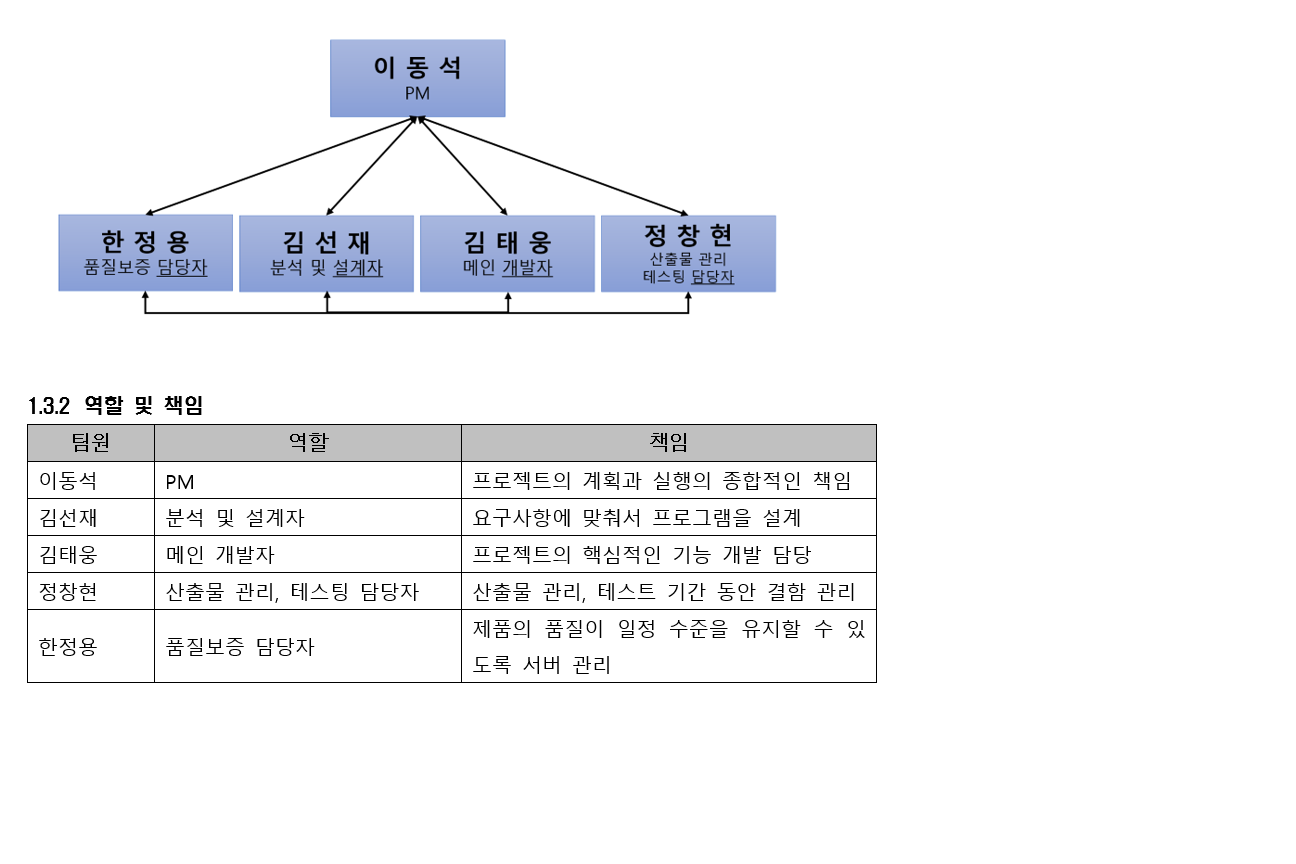 이 동 석
PM
한 정 용
품질보증 담당자
김 선 재
분석 및 설계자
김 태 웅
메인 개발자
정 창 현
산출물 관리
테스팅 담당자
1.3.2 역할 및 책임
팀원 역할 책임
이동석 PM 프로젝트의 계획과 실행의 종합적인 책임
김선재 분석 및 설계자 요구사항에 맞춰서 프로그램을 설계
김태웅 메인 개발자 프로젝트의 핵심적인 기능 개발 담당
정창현 산출물 관리, 테스팅 담당자 산출물 관리, 테스트 기간 동안 결함 관리
한정용 품질보증 담당자 제품의 품질이 일정 수준을 유지할 수 있
도록 서버 관리